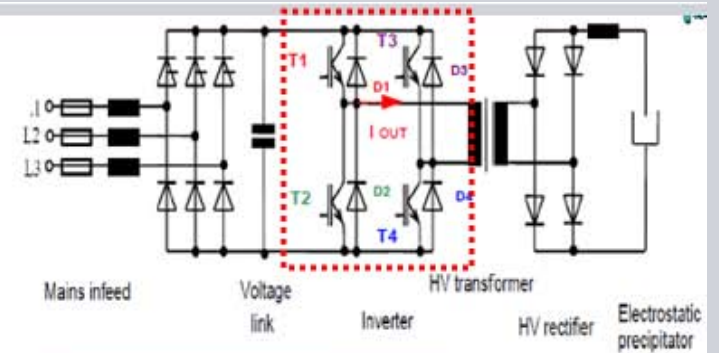 T1
T3
D3
D1
L1
I OUT
L2
L3
T2
D2
D4
T4
Mains infeed
Voltage
link
Inverter
HV transformer
HV rectifier
Electrostatic
precipitator